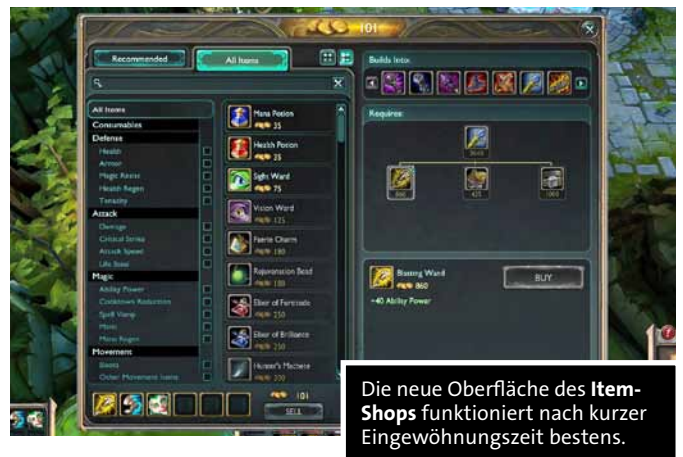 101
Recommended
All Items
All Items
Consumables
Defense
Health
Armor
Magic Resist
Health Regen
Tenacity
Attack
Damage
Critical Strike
Attack Speed
Life Steal
Magic
Ability Power
Cooldown Reduction
Spell Vamp
Mana
Mana Regen
Movement
Boots
Other Movement Items
Mana Potion
35
Health Potion
35
Sight Ward
75
Vision Ward
125
Faerie Charm
180
Rejuvenation Bead
180
Elixir of Fortitude
250
Elixir of Brilliance
250
Hunter's Machete
300
101
SELL
Builds Into:
Requires:
860
435
Blasting Wand
860
BUY
+40 Ability Power
Die neue Oberfläche des Item-
Shops funktioniert nach kurzer
Eingewöhnungszeit bestens.